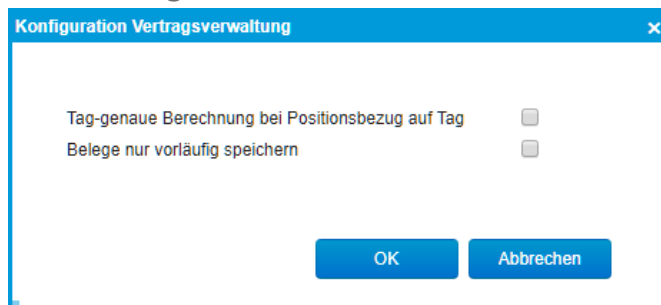 Konfiguration Vertragsverwaltung ×
Tag-genaue Berechnung bei Positionsbezug auf Tag
Belege nur vorläufig speichern
OK Abbrechen